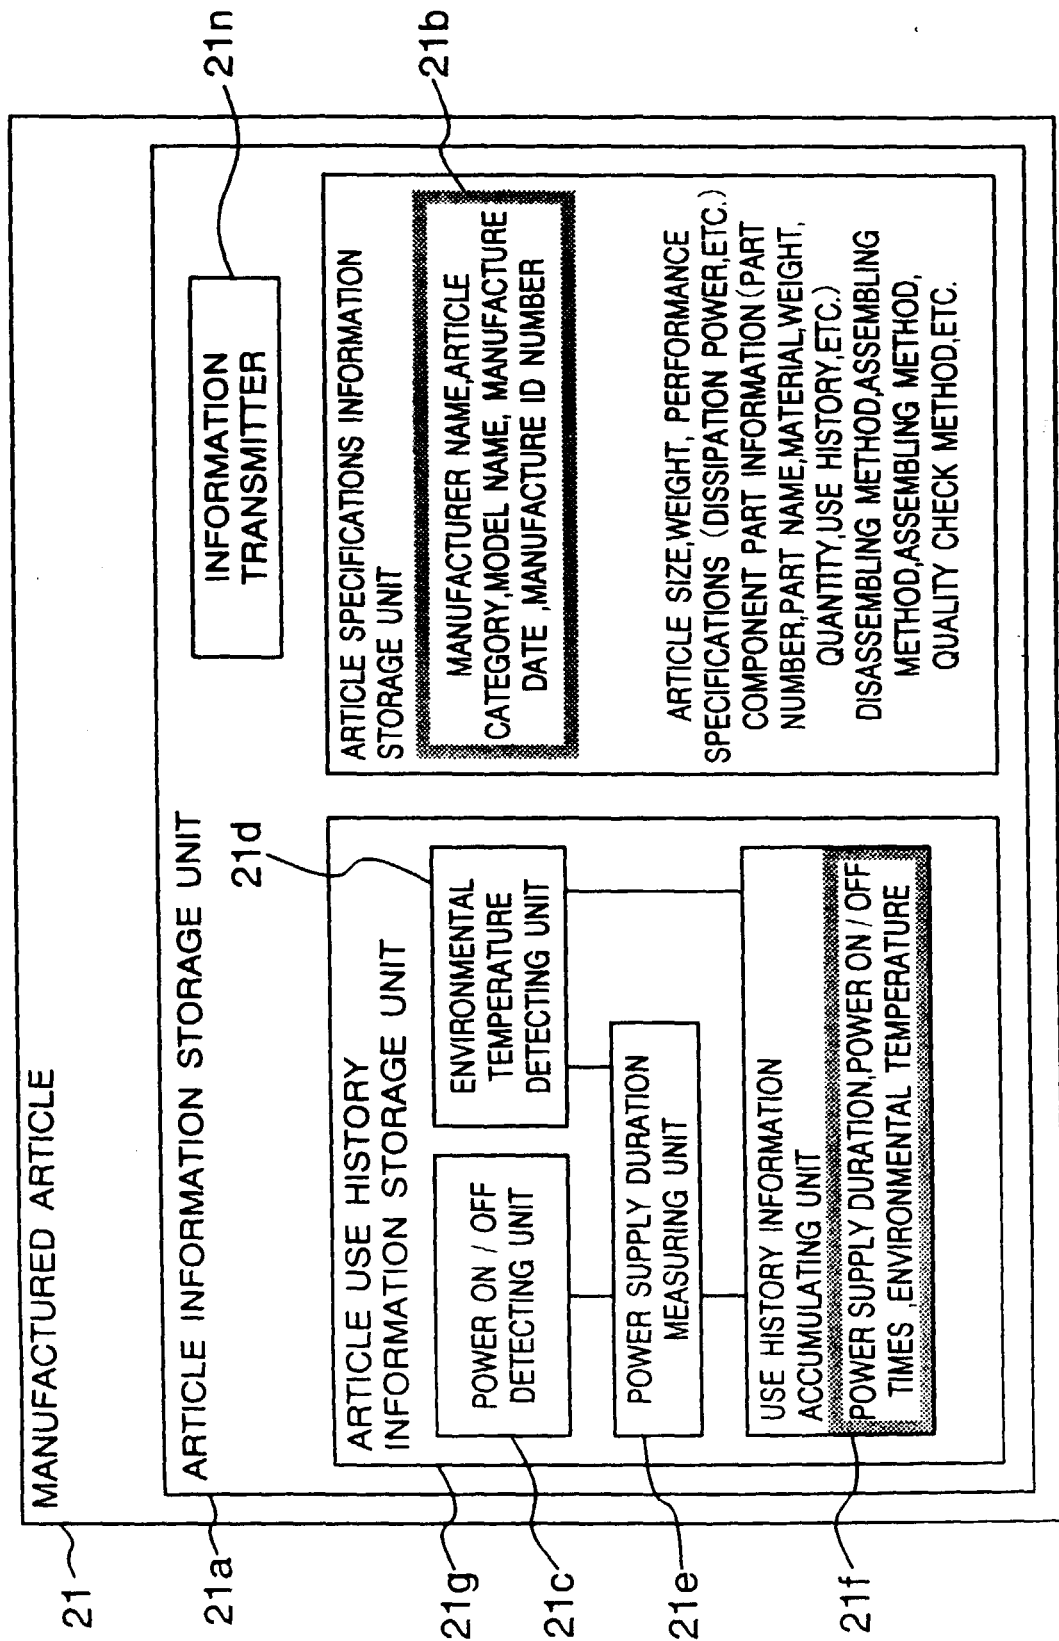 21
MANUFACTURED ARTICLE
21a
ARTICLE INFORMATION STORAGE UNIT
21n
INFORMATION
TRANSMITTER
21g
ARTICLE USE HISTORY
INFORMATION STORAGE UNIT
21c
POWER ON / OFF
DETECTING UNIT
21d
ENVIRONMENTAL
TEMPERATURE
DETECTING UNIT
21e
POWER SUPPLY DURATION
MEASURING UNIT
21f
USE HISTORY INFORMATION
ACCUMULATING UNIT
POWER SUPPLY DURATION,POWER ON / OFF
TIMES ,ENVIRONMENTAL TEMPERATURE
ARTICLE SPECIFICATIONS INFORMATION
STORAGE UNIT
21b
MANUFACTURER NAME,ARTICLE
CATEGORY,MODEL NAME, MANUFACTURE
DATE ,MANUFACTURE ID NUMBER
ARTICLE SIZE,WEIGHT, PERFORMANCE
SPECIFICATIONS (DISSIPATION POWER,ETC.)
COMPONENT PART INFORMATION (PART
NUMBER,PART NAME,MATERIAL,WEIGHT,
QUANTITY,USE HISTORY,ETC.)
DISASSEMBLING METHOD,ASSEMBLING
METHOD,ASSEMBLING METHOD,
QUALITY CHECK METHOD,ETC.